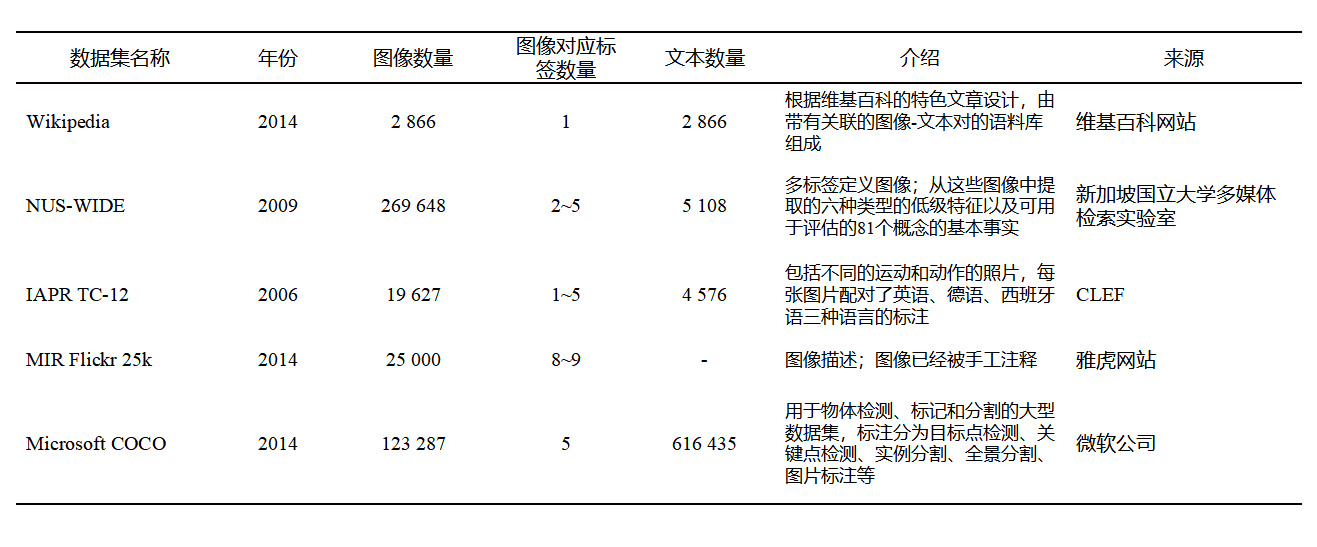 数据集名称 年份 图像数量 图像对应标签数量 文本数量 介绍 来源
Wikipedia 2014 2 866 1 2 866 根据维基百科的特色文章设计，由带有关联的图像-文本对的语料库组成 维基百科网站
NUS-WIDE 2009 269 648 2~5 5 108 多标签定义图像；从这些图像中提取的六种类型的低级特征以及可用于评估的81个概念的基本事实 新加坡国立大学多媒体检索实验室
IAPR TC-12 2006 19 627 1~5 4 576 包括不同的运动和动作的照片，每张图片配对了英语、德语、西班牙语三种语言的标注 CLEF
MIR Flickr 25k 2014 25 000 8~9 - 图像描述；图像已经被手工注释 雅虎网站
Microsoft COCO 2014 123 287 5 616 435 用于物体检测、标记和分割的大型数据集，标注分为目标点检测、关键点检测、实例分割、全景分割、图片标注等 微软公司